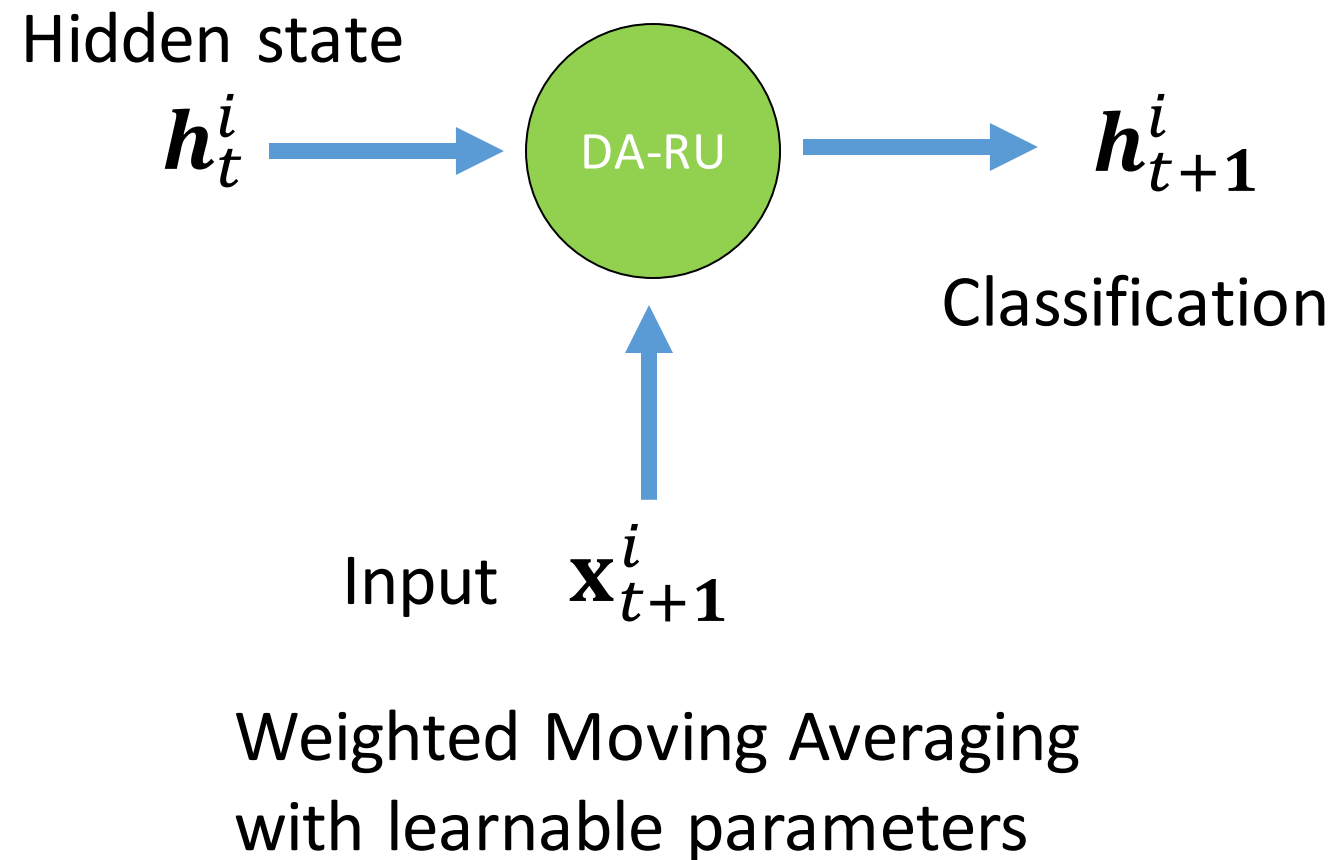 Hidden state
h_t^i
DA-RU
h_{t+1}^i
Classification
Input x_{t+1}^i
Weighted Moving Averaging
with learnable parameters